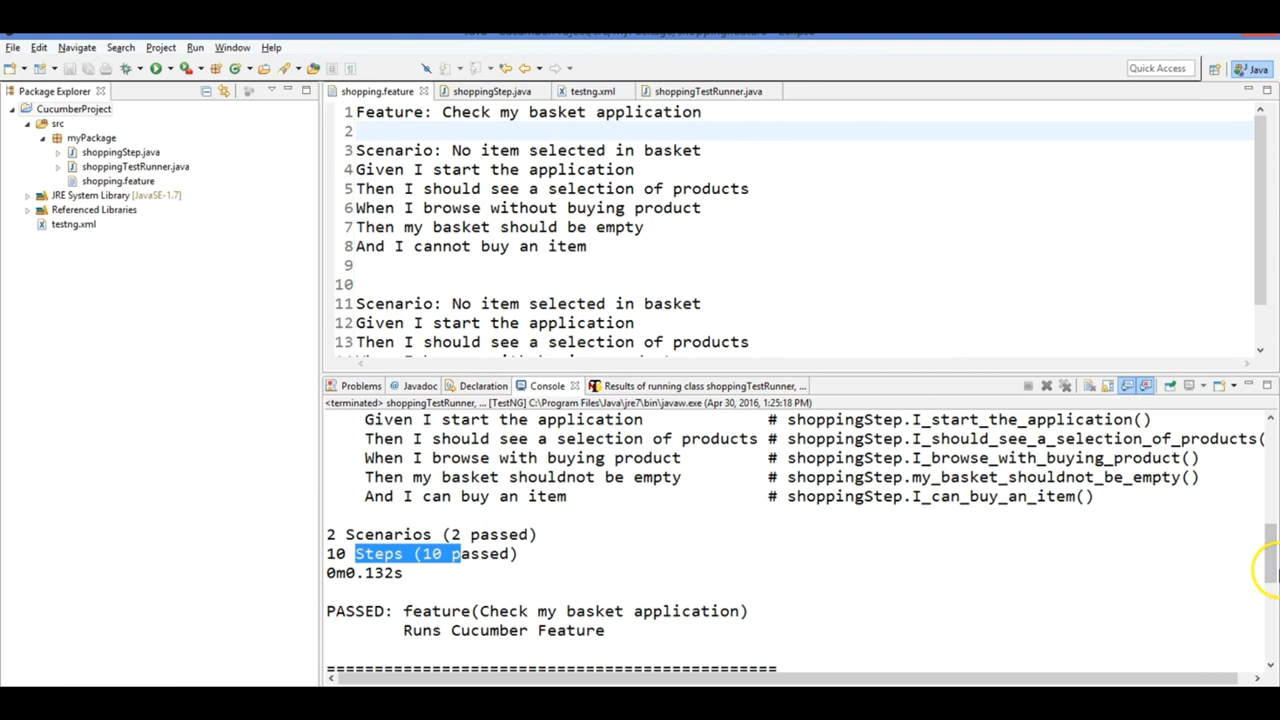 File Edit Navigate Search Project Run Window Help
Quick Access
Java
Package Explorer
CucumberProject
src
myPackage
shoppingStep.java
shoppingTestRunner.java
shopping.feature
JRE System Library [JavaSE-1.7]
Referenced Libraries
testng.xml
shopping.feature shoppingStep.java testng.xml shoppingTestRunner.java
1 Feature: Check my basket application
2
3 Scenario: No item selected in basket
4 Given I start the application
5 Then I should see a selection of products
6 When I browse without buying product
7 Then my basket should be empty
8 And I cannot buy an item
9
10
11 Scenario: No item selected in basket
12 Given I start the application
13 Then I should see a selection of products
Problems Javadoc Declaration Console Results of running class shoppingTestRunner, ...
<terminated> shoppingTestRunner, ... [TestNG] C:\Program Files\Java\jre7\bin\javaw.exe (Apr 30, 2016, 1:25:18 PM)
Given I start the application # shoppingStep.I_start_the_application()
Then I should see a selection of products # shoppingStep.I_should_see_a_selection_of_products(
When I browse with buying product # shoppingStep.I_browse_with_buying_product()
Then my basket shouldnot be empty # shoppingStep.my_basket_shouldnot_be_empty()
And I can buy an item # shoppingStep.I_can_buy_an_item()
2 Scenarios (2 passed)
10 Steps (10 passed)
0m0.132s
PASSED: feature(Check my basket application)
Runs Cucumber Feature
===============================================